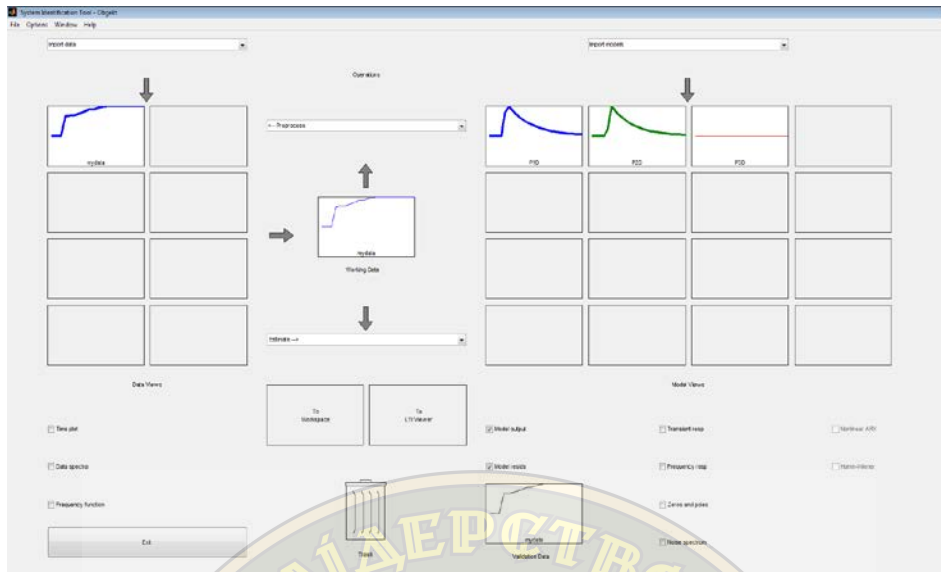 System Identification Tool - Objekt
File Options Window Help
Import data
Import models
Operations
<-- Preprocess
mydata
P1D
P2D
P3D
mydata
Working Data
Estimate -->
Data Views
Model Views
To
Workspace
To
LTI Viewer
Time plot
Model output
Transient resp
Nonlinear ARX
Data spectra
Model resids
Frequency resp
Hamm-Wiener
Frequency function
Zeros and poles
Exit
Trash
mydata
Validation Data
Noise spectrum